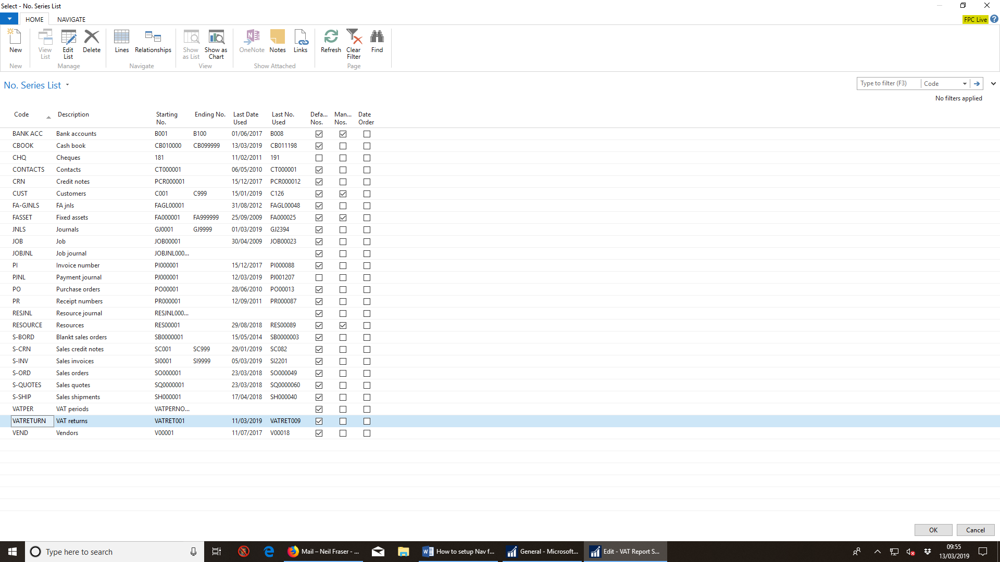 Select - No. Series List
HOME NAVIGATE
FPC Live ?
New View List Edit List Delete Lines Relationships Show as List Show as Chart OneNote Notes Links Refresh Clear Filter Find
New Manage Navigate View Show Attached Page
No. Series List
Type to filter (F3) Code
No filters applied
Code Description Starting No. Ending No. Last Date Used Last No. Used Defa... Nos. Man... Nos. Date Order
BANK ACC Bank accounts B001 B100 01/06/2017 B008
CBOOK Cash book CB010000 CB099999 13/03/2019 CB011198
CHQ Cheques 181 11/02/2011 191
CONTACTS Contacts CT000001 06/05/2010 CT000001
CRN Credit notes PCR000001 15/12/2017 PCR000012
CUST Customers C001 C999 15/01/2019 C126
FA-GJNLS FA jnls FAGL00001 31/08/2012 FAGL00048
FASSET Fixed assets FA000001 FA999999 25/09/2009 FA000025
JNLS Journals GJ0001 GJ9999 01/03/2019 GJ2394
JOB Job JOB00001 30/04/2009 JOB00023
JOBJNL Job journal JOBJNL000...
PI Invoice number PI000001 15/12/2017 PI000088
PJNL Payment journal PJ000001 12/03/2019 PJ001207
PO Purchase orders PO00001 28/06/2010 PO00013
PR Receipt numbers PR000001 12/09/2011 PR000087
RESJNL Resource journal RESJNL000...
RESOURCE Resources RES00001 29/08/2018 RES00089
S-BORD Blankt sales orders SB0000001 15/05/2014 SB0000003
S-CRN Sales credit notes SC001 SC999 29/01/2019 SC082
S-INV Sales invoices SI0001 SI9999 05/03/2019 SI2201
S-ORD Sales orders SO000001 23/03/2018 SO000049
S-QUOTES Sales quotes SQ0000001 23/03/2018 SQ0000060
S-SHIP Sales shipments SH000001 17/04/2018 SH000040
VATPER VAT periods VATPERNO...
VATRETURN VAT returns VATRET001 11/03/2019 VATRET009
VEND Vendors V00001 11/07/2017 V00018
OK Cancel
Type here to search Mail – Neil Fraser - ... How to setup Nav f... General - Microsoft... Edit - VAT Report S... 09:55
13/03/2019